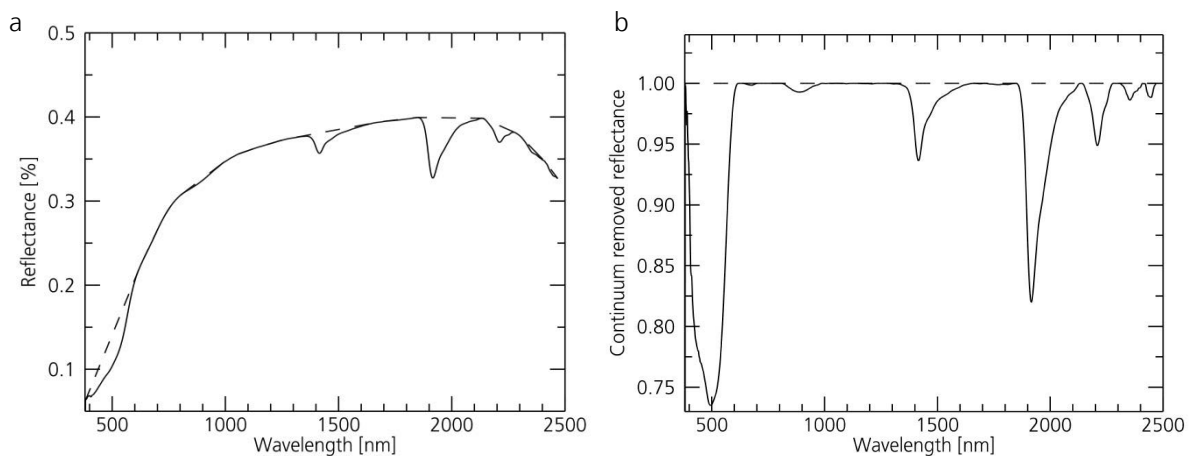 a
Reflectance [%]
0.5
0.4
0.3
0.2
0.1
500 1000 1500 2000 2500
Wavelength [nm]
b
Continuum removed reflectance
1.00
0.95
0.90
0.85
0.80
0.75
500 1000 1500 2000 2500
Wavelength [nm]